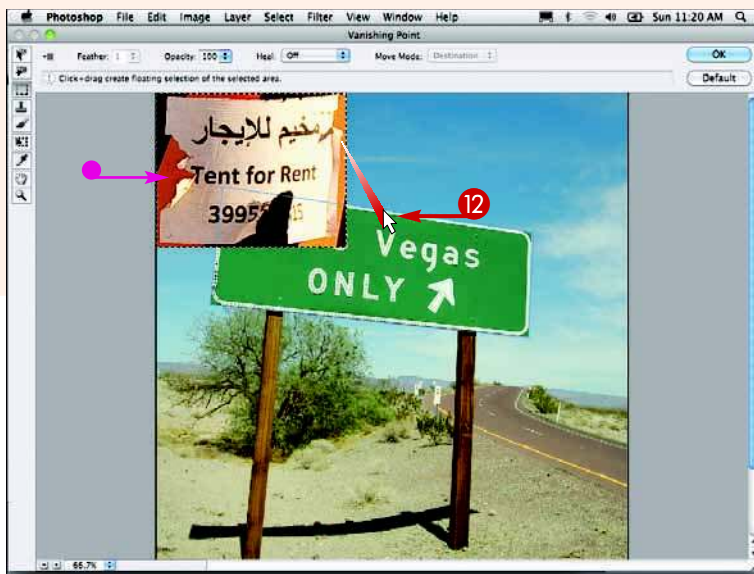 Photoshop File Edit Image Layer Select Filter View Window Help Sun 11:20 AM
Vanishing Point
Feather: 1 Opacity: 100 Heal: Off Move Mode: Destination OK
Click+drag create floating selection of the selected area. Default
مخيم للإيجار
Tent for Rent
12
Vegas
ONLY
66.7%